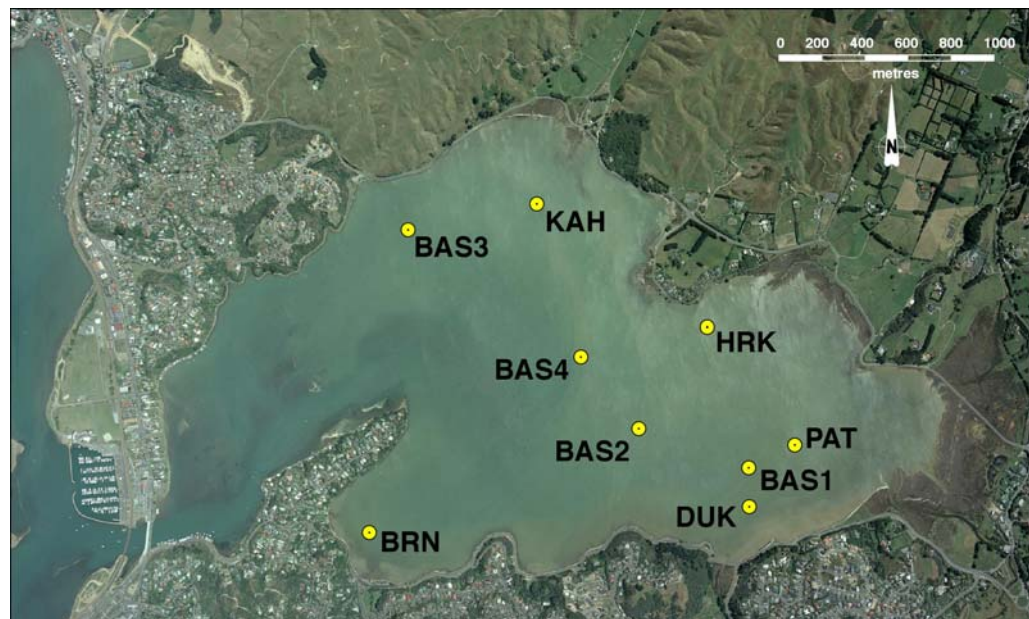 0 200 400 600 800 1000
metres
N
KAH
BAS3
HRK
BAS4
PAT
BAS2
BAS1
DUK
BRN